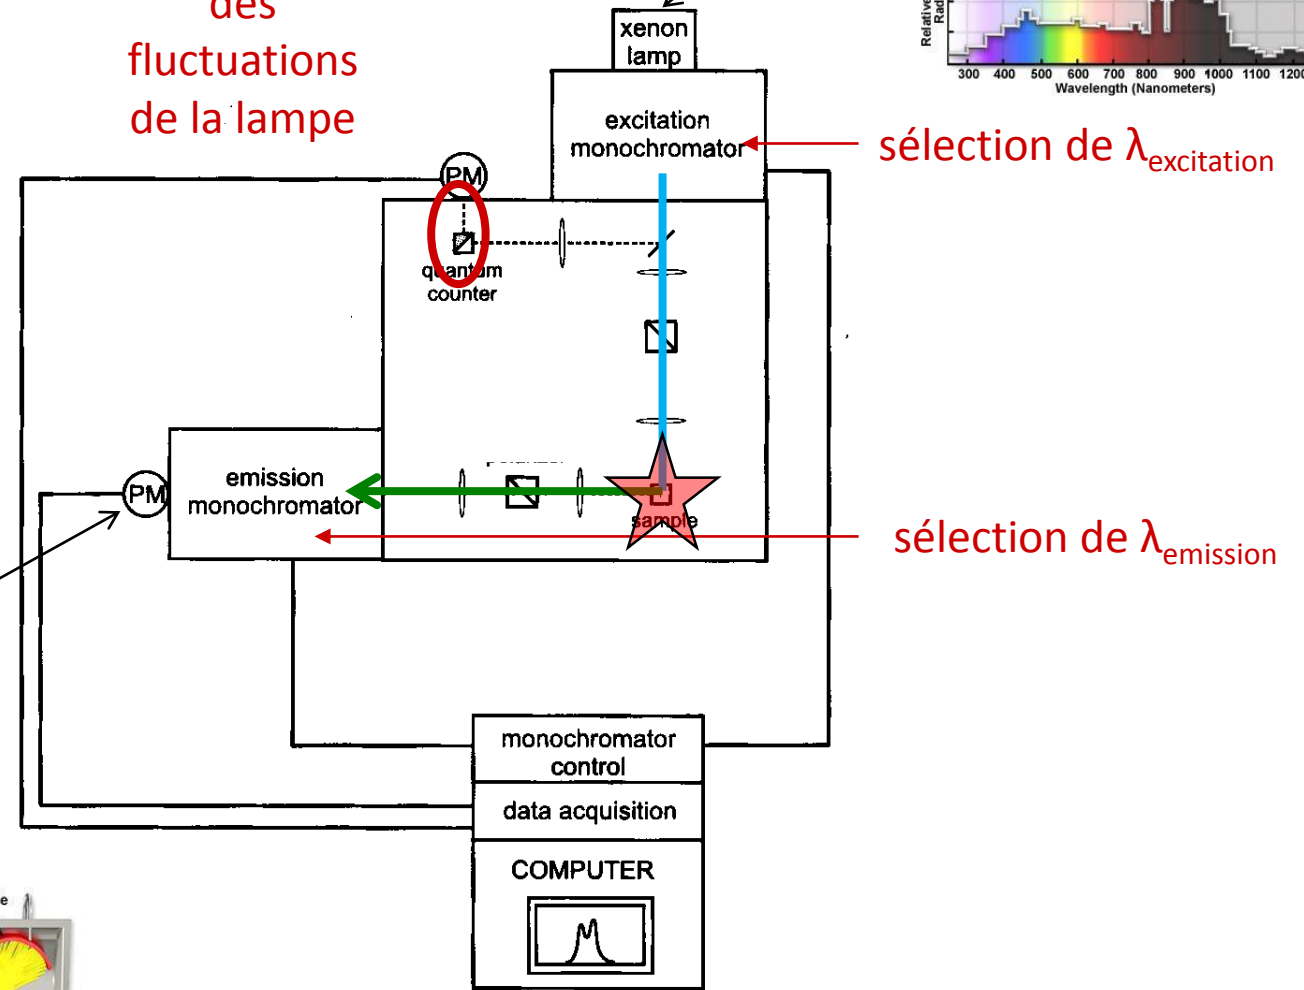 des
fluctuations
de la lampe
xenon
lamp
Relative
Rad
300 400 500 600 700 800 900 1000 1100 1200
Wavelength (Nanometers)
excitation
monochromator
sélection de λexcitation
PM
quantum
counter
PM
emission
monochromator
sample
sélection de λemission
monochromator
control
data acquisition
COMPUTER
e